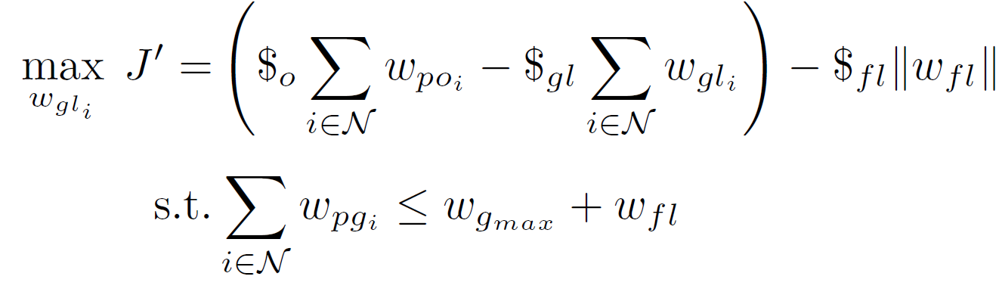 max_{w_{gl_i}} J′ = ( $_o ∑_{i∈𝒩} w_{po_i} − $_{gl} ∑_{i∈𝒩} w_{gl_i} ) − $_{fl}‖w_{fl}‖
s.t. ∑_{i∈𝒩} w_{pg_i} ≤ w_{g_{max}} + w_{fl}